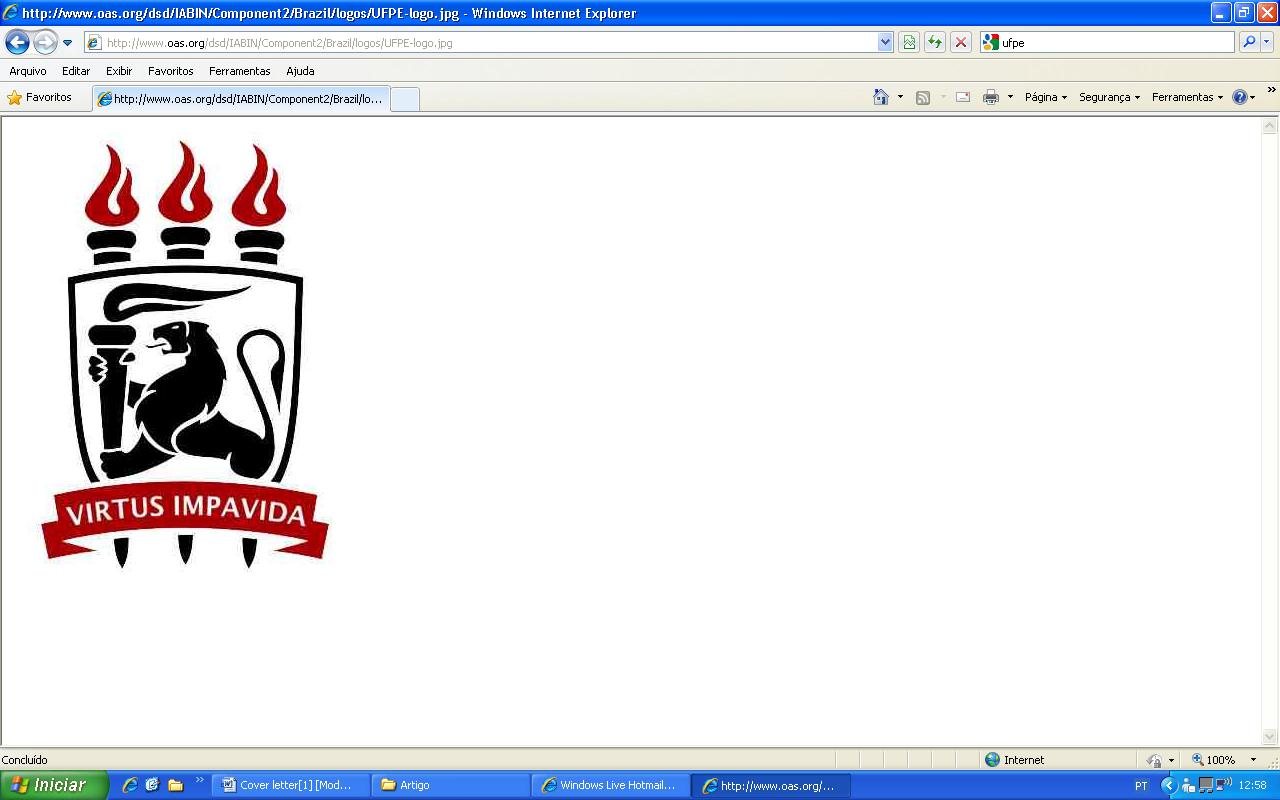 http://www.oas.org/dsd/IABIN/Component2/Brazil/logos/UFPE-logo.jpg - Windows Internet Explorer
http://www.oas.org/dsd/IABIN/Component2/Brazil/logos/UFPE-logo.jpg
ufpe
Arquivo Editar Exibir Favoritos Ferramentas Ajuda
Favoritos http://www.oas.org/dsd/IABIN/Component2/Brazil/lo... Página Segurança Ferramentas
VIRTUS IMPAVIDA
Concluído Internet 100%
Iniciar Cover letter[1] [Mod... Artigo Windows Live Hotmail... http://www.oas.org/... PT 12:58